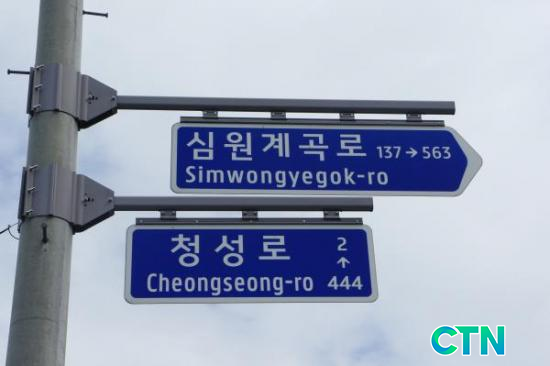 심원계곡로 137→563
Simwongyegok-ro
청성로 2
↑
Cheongseong-ro 444
CTN